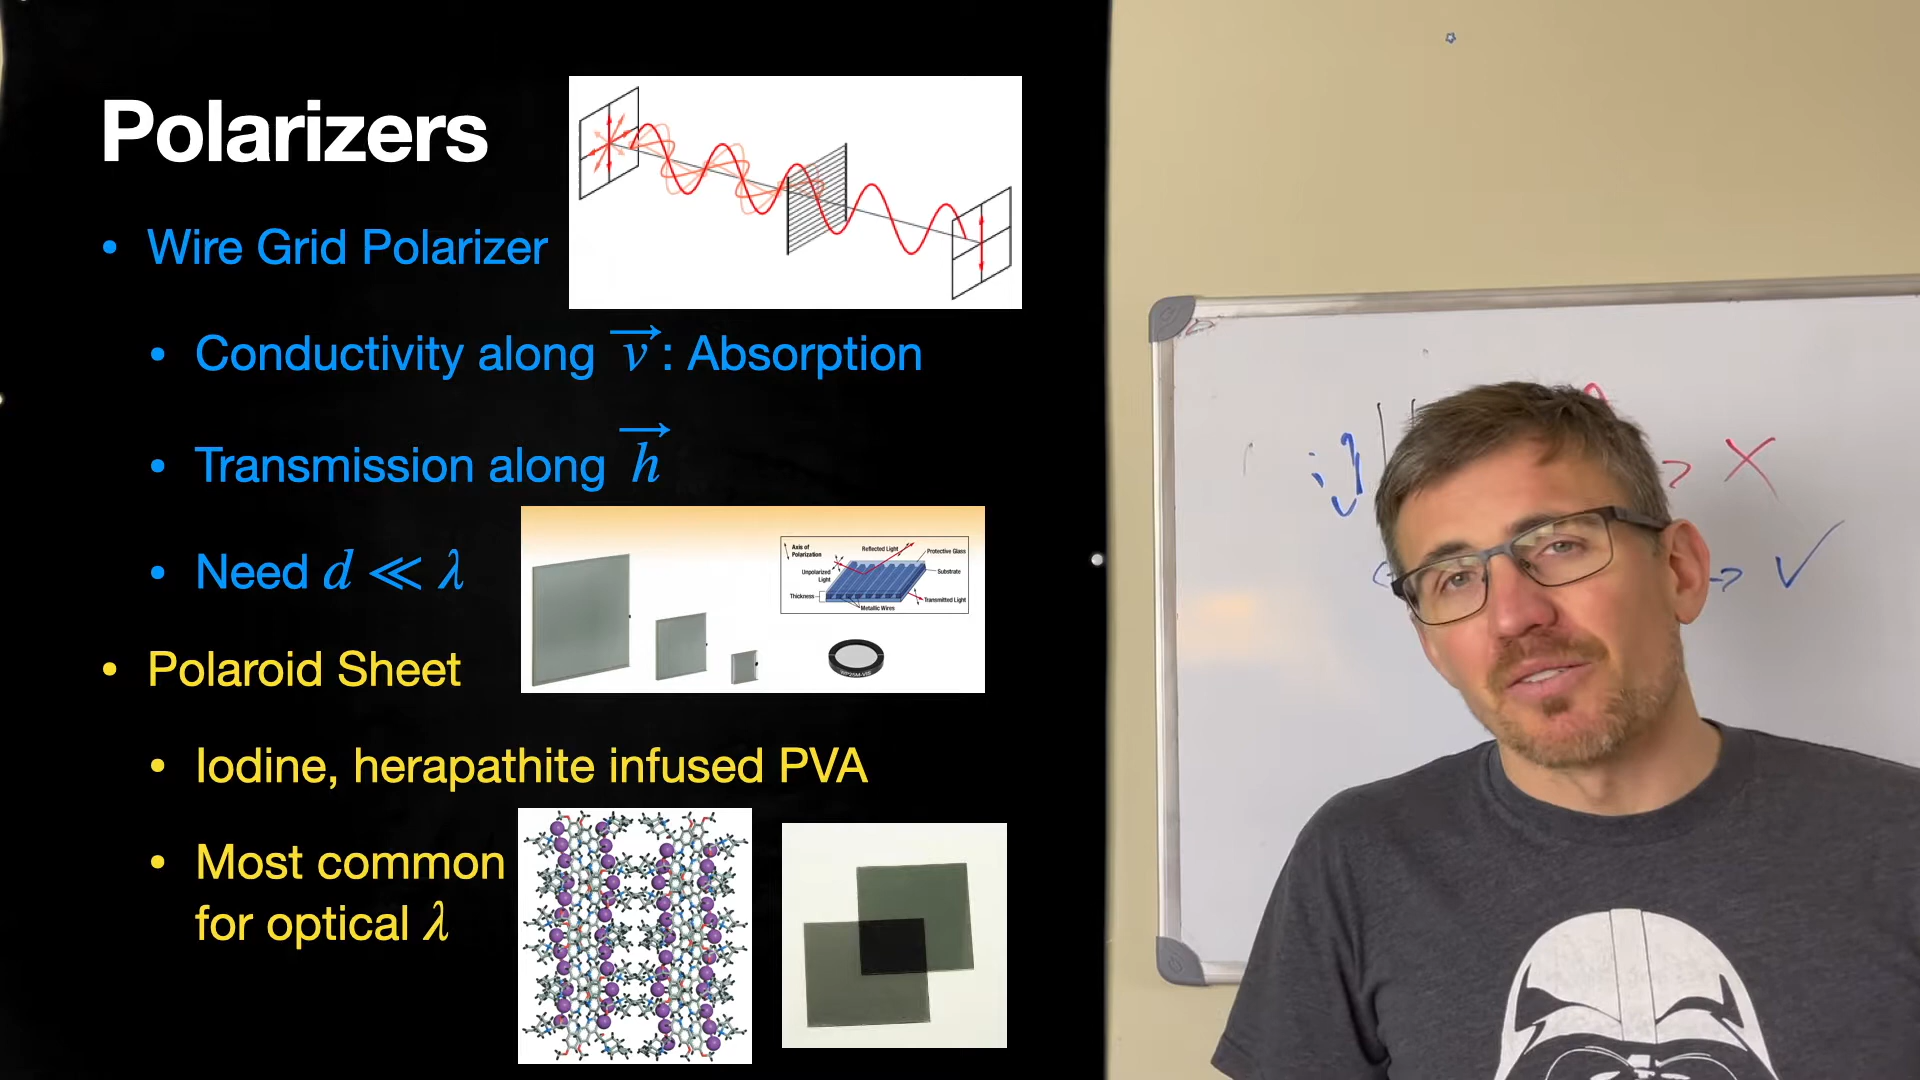 Polarizers
• Wire Grid Polarizer
• Conductivity along v⃗ : Absorption
• Transmission along h⃗
• Need d ≪ λ
Axis of
Polarization
Reflected Light
Protective Glass
Unpolarized
Light
Substrate
Thickness
Transmitted Light
Metallic Wires
• Polaroid Sheet
• Iodine, herapathite infused PVA
• Most common
for optical λ